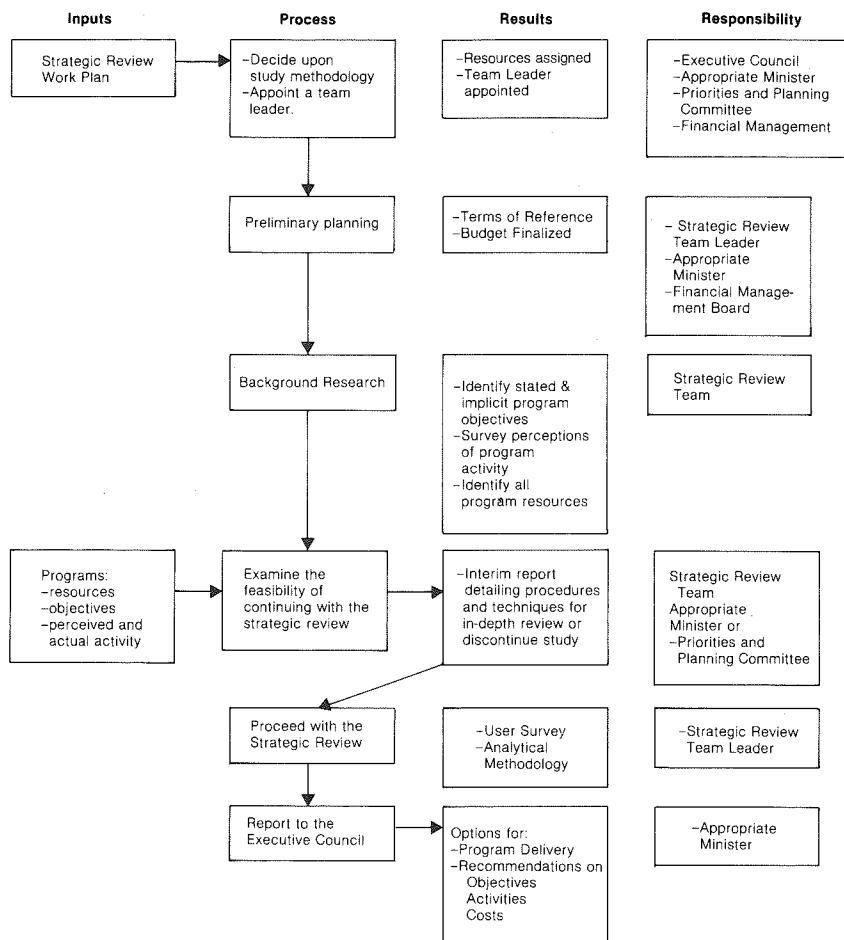 Inputs
Process
Results
Responsibility
Strategic Review
Work Plan
–Decide upon
study methodology
–Appoint a team
leader.
–Resources assigned
–Team Leader
appointed
–Executive Council
–Appropriate Minister
–Priorities and Planning
Committee
–Financial Management
Preliminary planning
–Terms of Reference
–Budget Finalized
– Strategic Review
Team Leader
–Appropriate
Minister
–Financial Manage-
ment Board
Background Research
–Identify stated &
implicit program
objectives
–Survey perceptions
of program
activity
–Identify all
program resources
Strategic Review
Team
Programs:
–resources
–objectives
–perceived and
actual activity
Examine the
feasibility of
continuing with the
strategic review
–Interim report
detailing procedures
and techniques for
in-depth review or
discontinue study
Strategic Review
Team
Appropriate
Minister or
–Priorities and
Planning Committee
Proceed with the
Strategic Review
–User Survey
–Analytical
Methodology
–Strategic Review
Team Leader
Report to the
Executive Council
Options for:
–Program Delivery
–Recommendations on
Objectives
Activities
Costs
–Appropriate
Minister